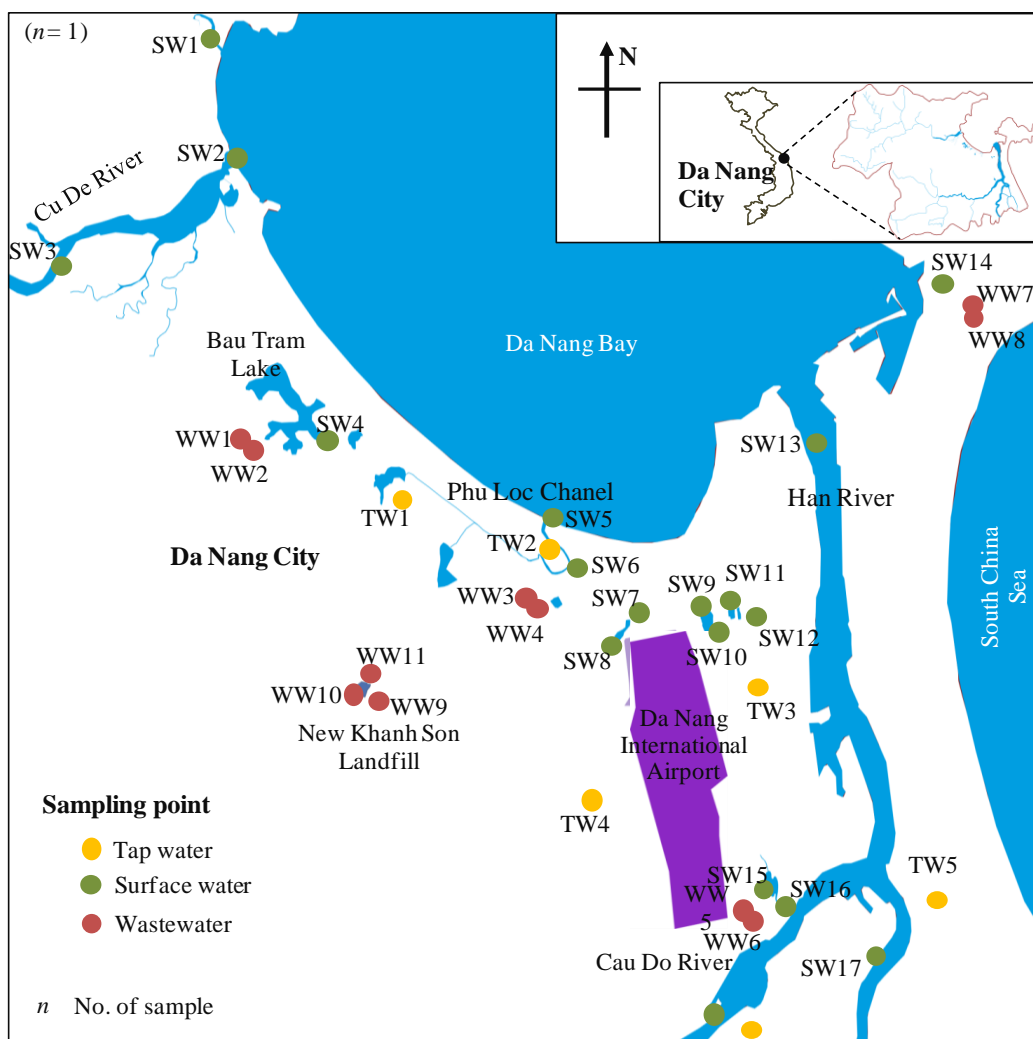 (n= 1)
SW1
N
SW2
Cu De River
Da Nang
City
SW3
SW14
WW7
WW8
Bau Tram
Lake
Da Nang Bay
SW4
WW1
WW2
SW13
Phu Loc Chanel
Han River
TW1
SW5
TW2
Da Nang City
SW6
South China
Sea
WW3
WW4
SW7
SW9
SW11
SW12
SW10
SW8
WW11
WW10
WW9
TW3
New Khanh Son
Landfill
Da Nang
International
Airport
Sampling point
TW4
Tap water
Surface water
Wastewater
SW15
SW16
TW5
WW
5
WW6
Cau Do River
SW17
n No. of sample